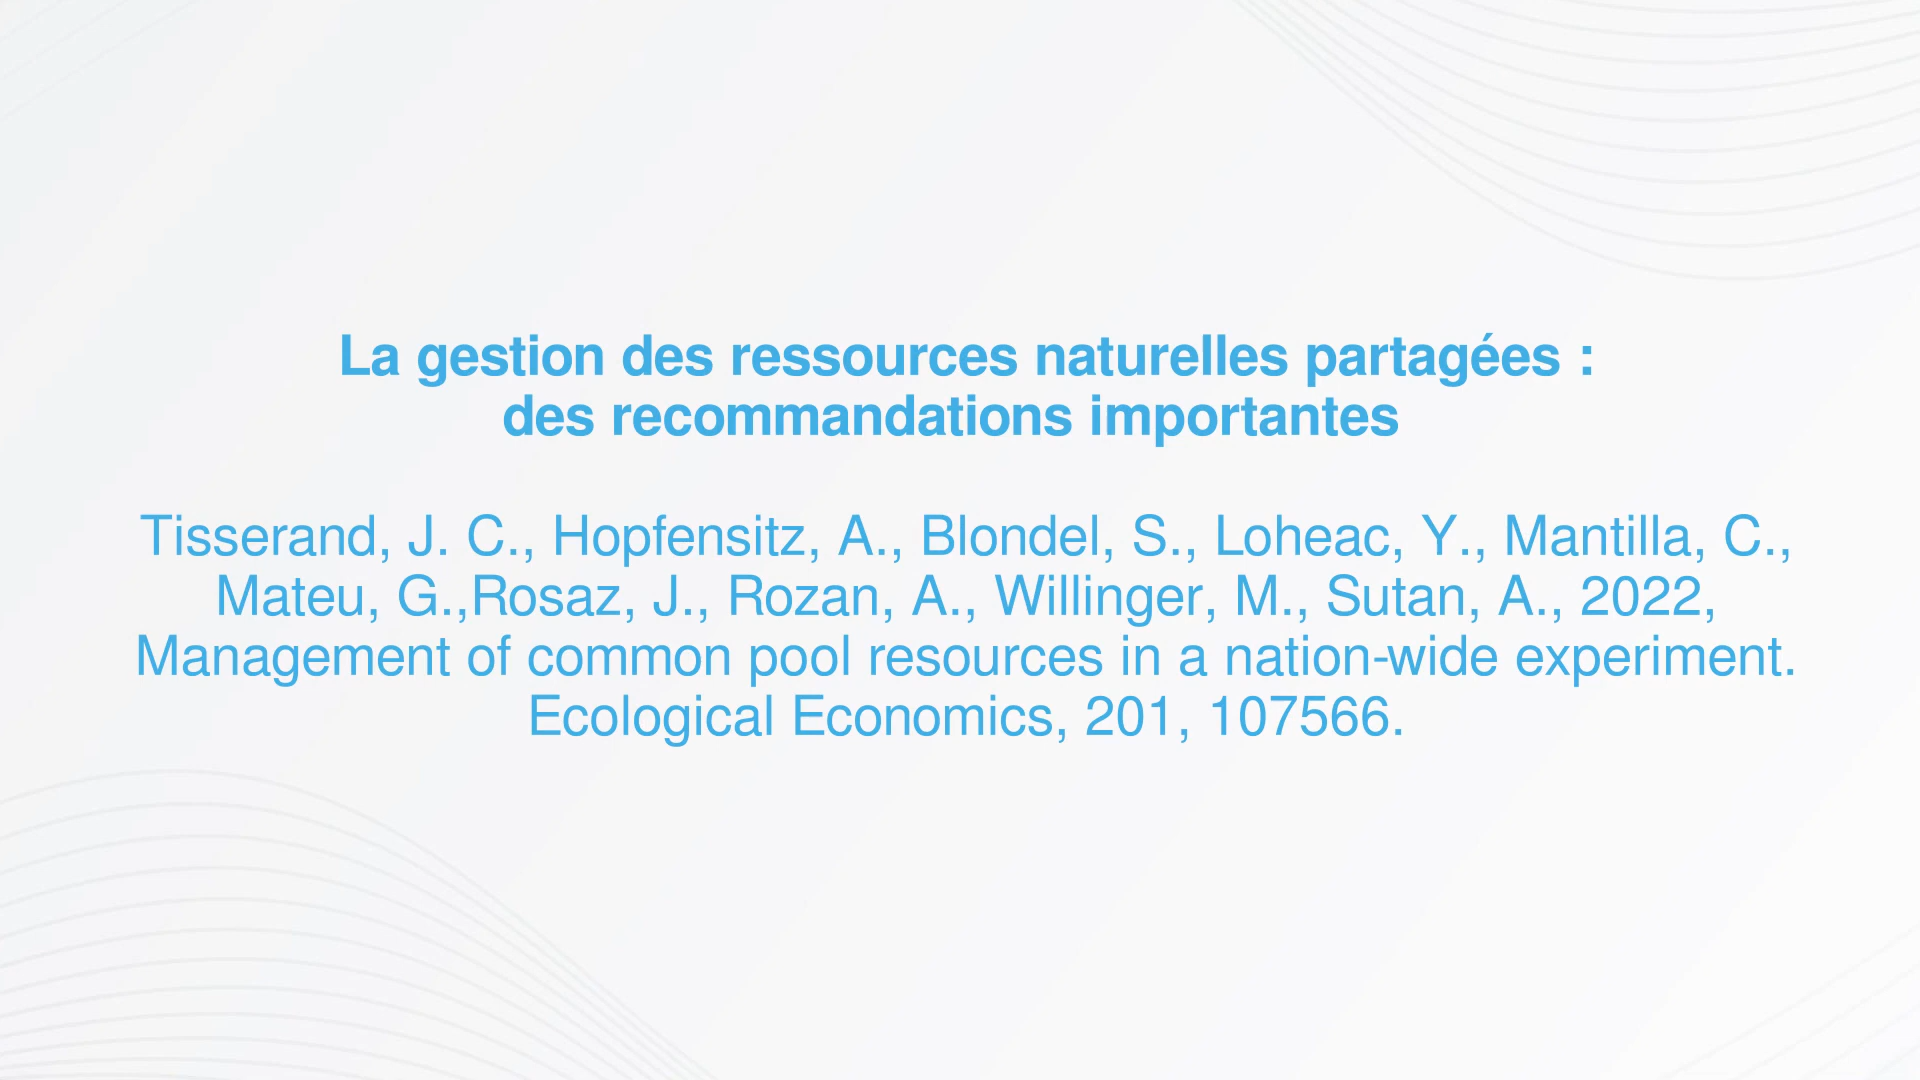 La gestion des ressources naturelles partagées :
des recommandations importantes
Tisserand, J. C., Hopfensitz, A., Blondel, S., Loheac, Y., Mantilla, C.,
Mateu, G.,Rosaz, J., Rozan, A., Willinger, M., Sutan, A., 2022,
Management of common pool resources in a nation-wide experiment.
Ecological Economics, 201, 107566.